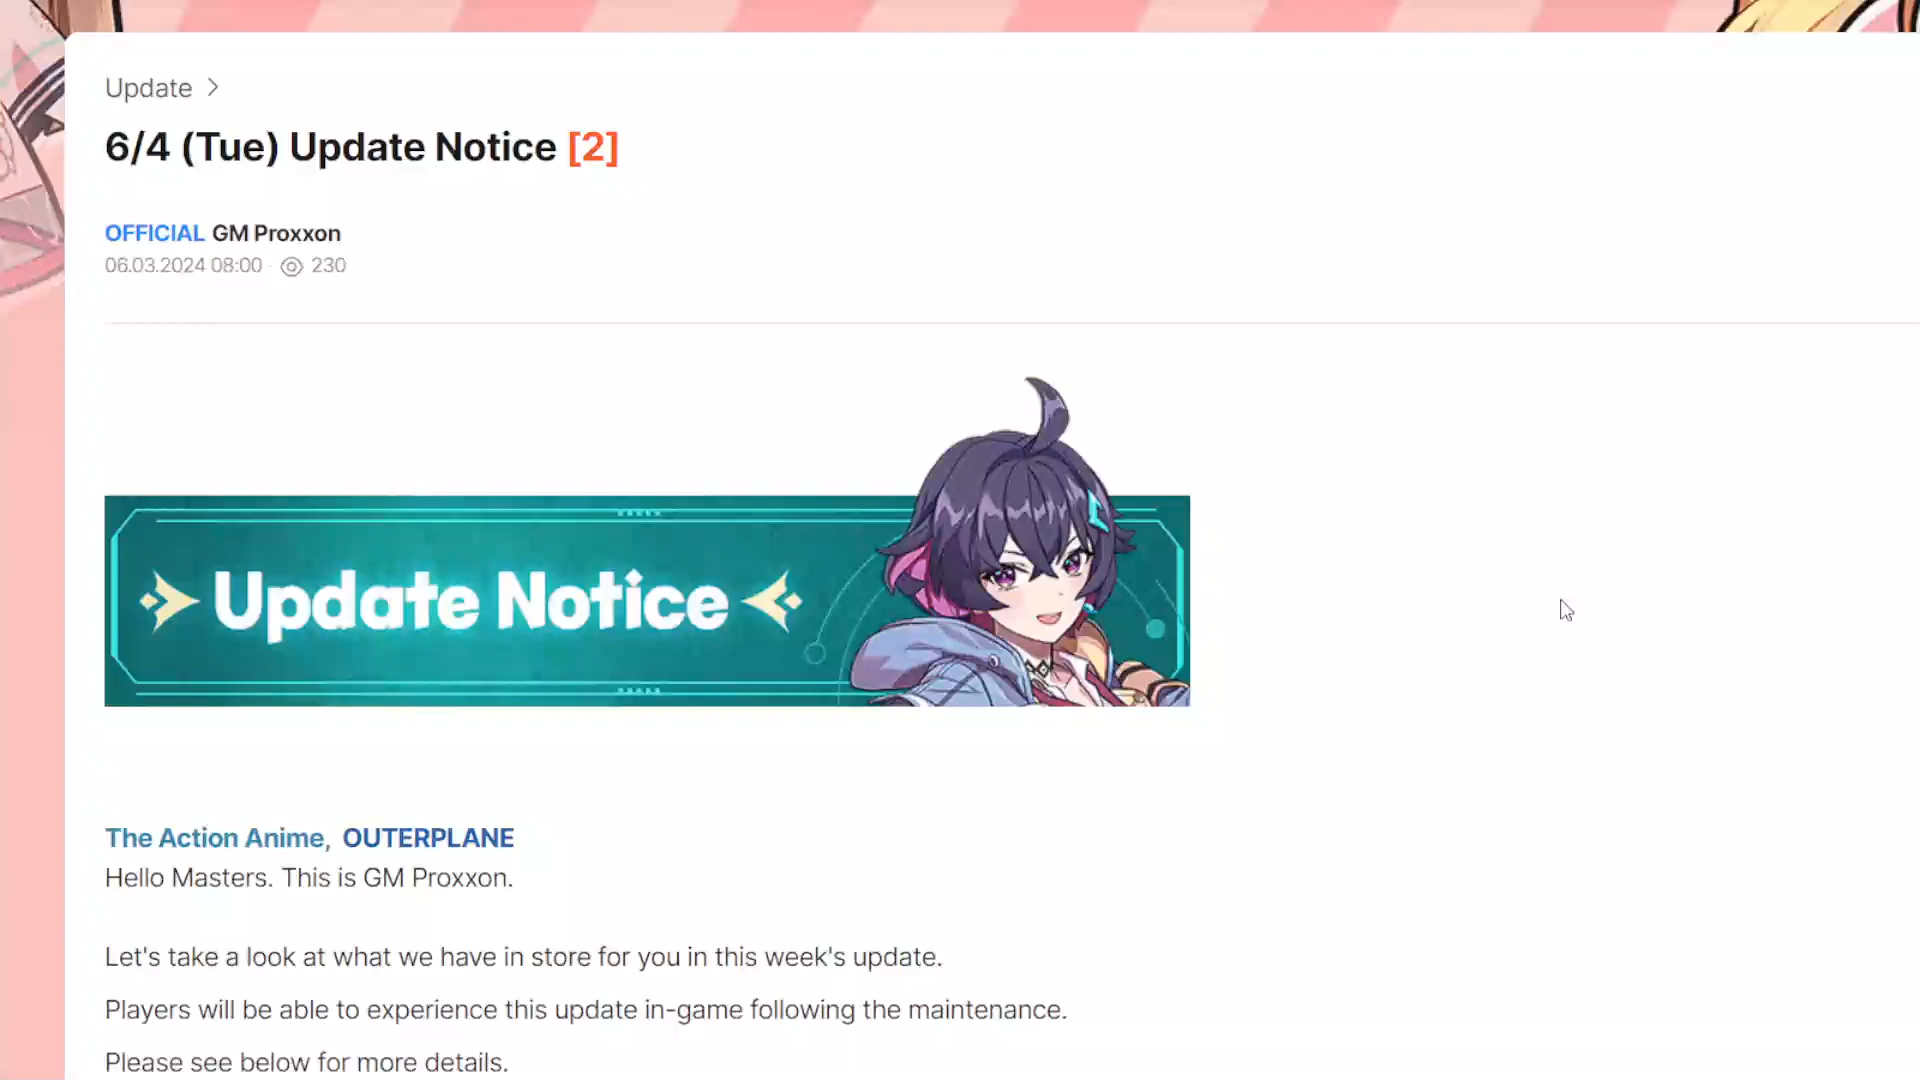 Update >
6/4 (Tue) Update Notice [2]
OFFICIAL GM Proxxon
06.03.2024 08:00 · 230
Update Notice
The Action Anime, OUTERPLANE
Hello Masters. This is GM Proxxon.
Let's take a look at what we have in store for you in this week's update.
Players will be able to experience this update in-game following the maintenance.
Please see below for more details.